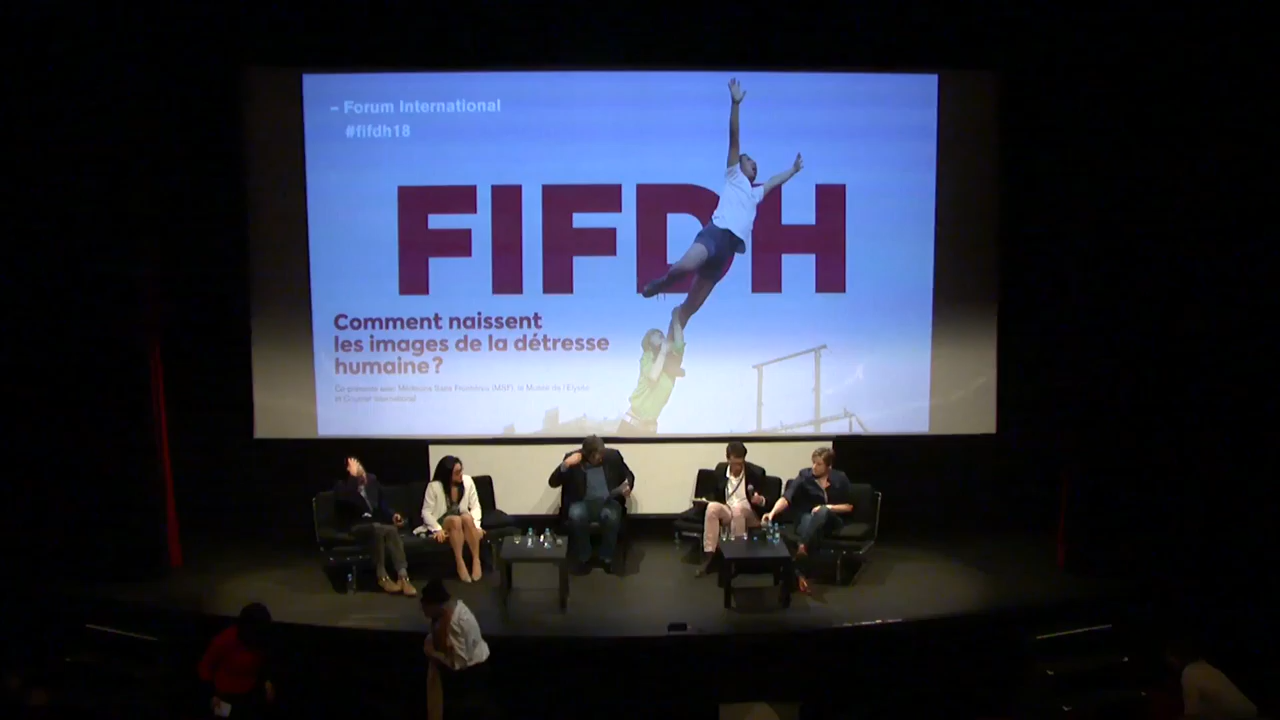 – Forum International
#fifdh18
FIFDH
Comment naissent
les images de la détresse
humaine?
Co-présenté avec Médecins Sans Frontières (MSF), le Musée de l'Elysée
et Courrier International